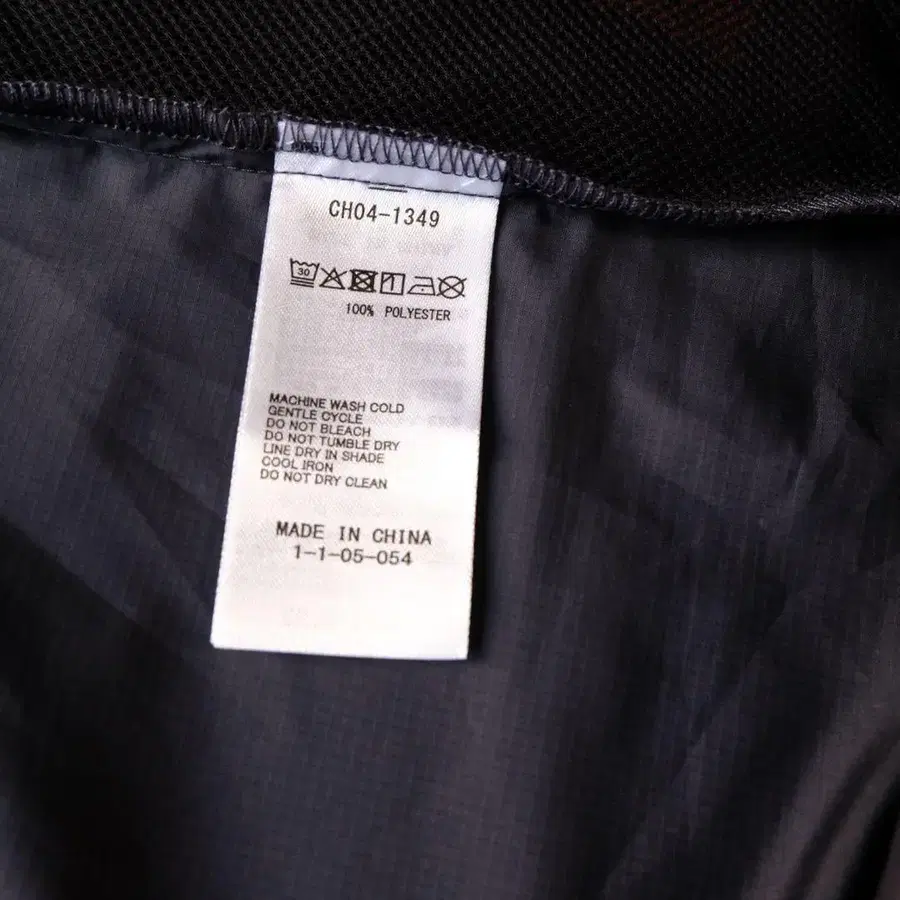 CH04-1349
30
100% POLYESTER
MACHINE WASH COLD
GENTLE CYCLE
DO NOT BLEACH
DO NOT TUMBLE DRY
LINE DRY IN SHADE
COOL IRON
DO NOT DRY CLEAN
MADE IN CHINA
1-1-05-054